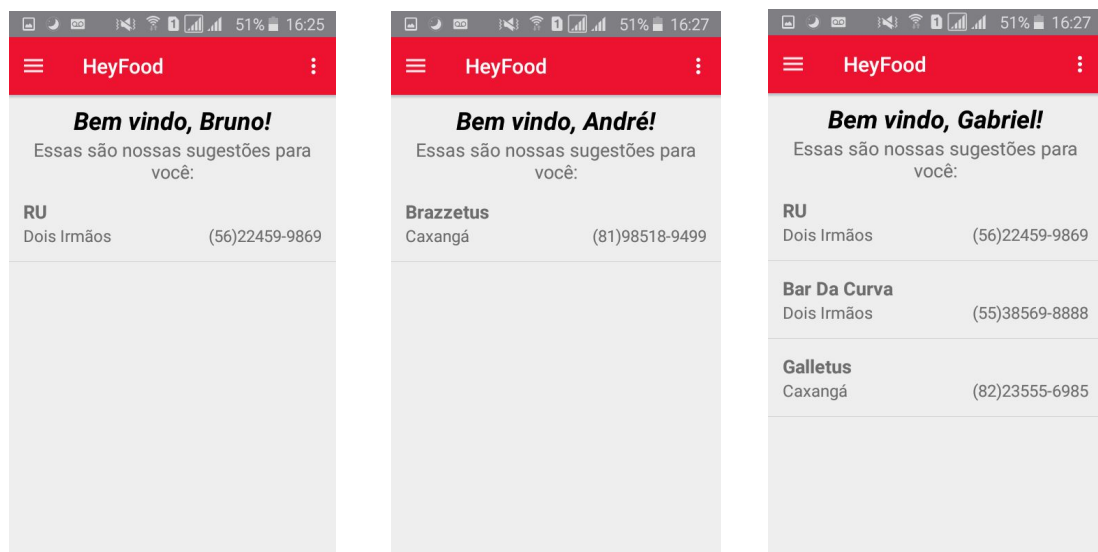 51% 16:25
HeyFood
Bem vindo, Bruno!
Essas são nossas sugestões para
você:
RU
Dois Irmãos (56)22459-9869
1 51% 16:27
HeyFood
Bem vindo, André!
Essas são nossas sugestões para
você:
Brazzetus
Caxangá (81)98518-9499
1 51% 16:27
HeyFood
Bem vindo, Gabriel!
Essas são nossas sugestões para
você:
RU
Dois Irmãos (56)22459-9869
Bar Da Curva
Dois Irmãos (55)38569-8888
Galletus
Caxangá (82)23555-6985